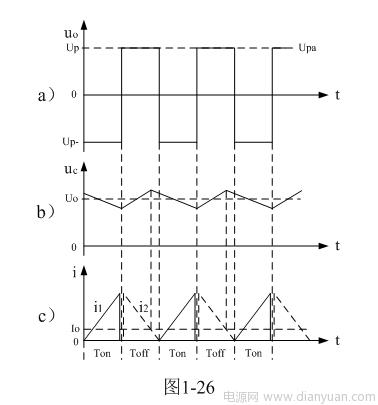 uo
Up
Upa
a）
0
t
Up-
uc
Uo
b）
0
t
i
i1
i2
c）
Io
0
t
Ton
Toff
Ton
Toff
Ton
图1-26
电源网 www.dianyuan.com